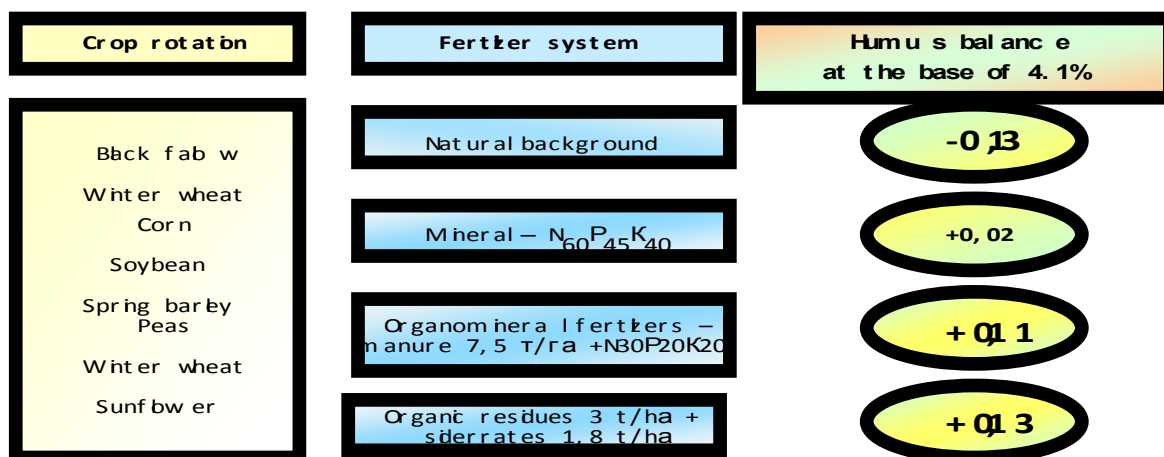 Crop rotation
Fertilizer system
Humus balance
at the base of 4.1%
Black fallow
Winter wheat
Corn
Soybean
Spring barley
Peas
Winter wheat
Sunflower
Natural background
Mineral – N60P45K40
Organomineral fertilizers –
manure 7,5 т/га +N30P20K20
Organic residues 3 t/ha +
siderrates 1,8 t/ha
-0,13
+0,02
+0,11
+0,13